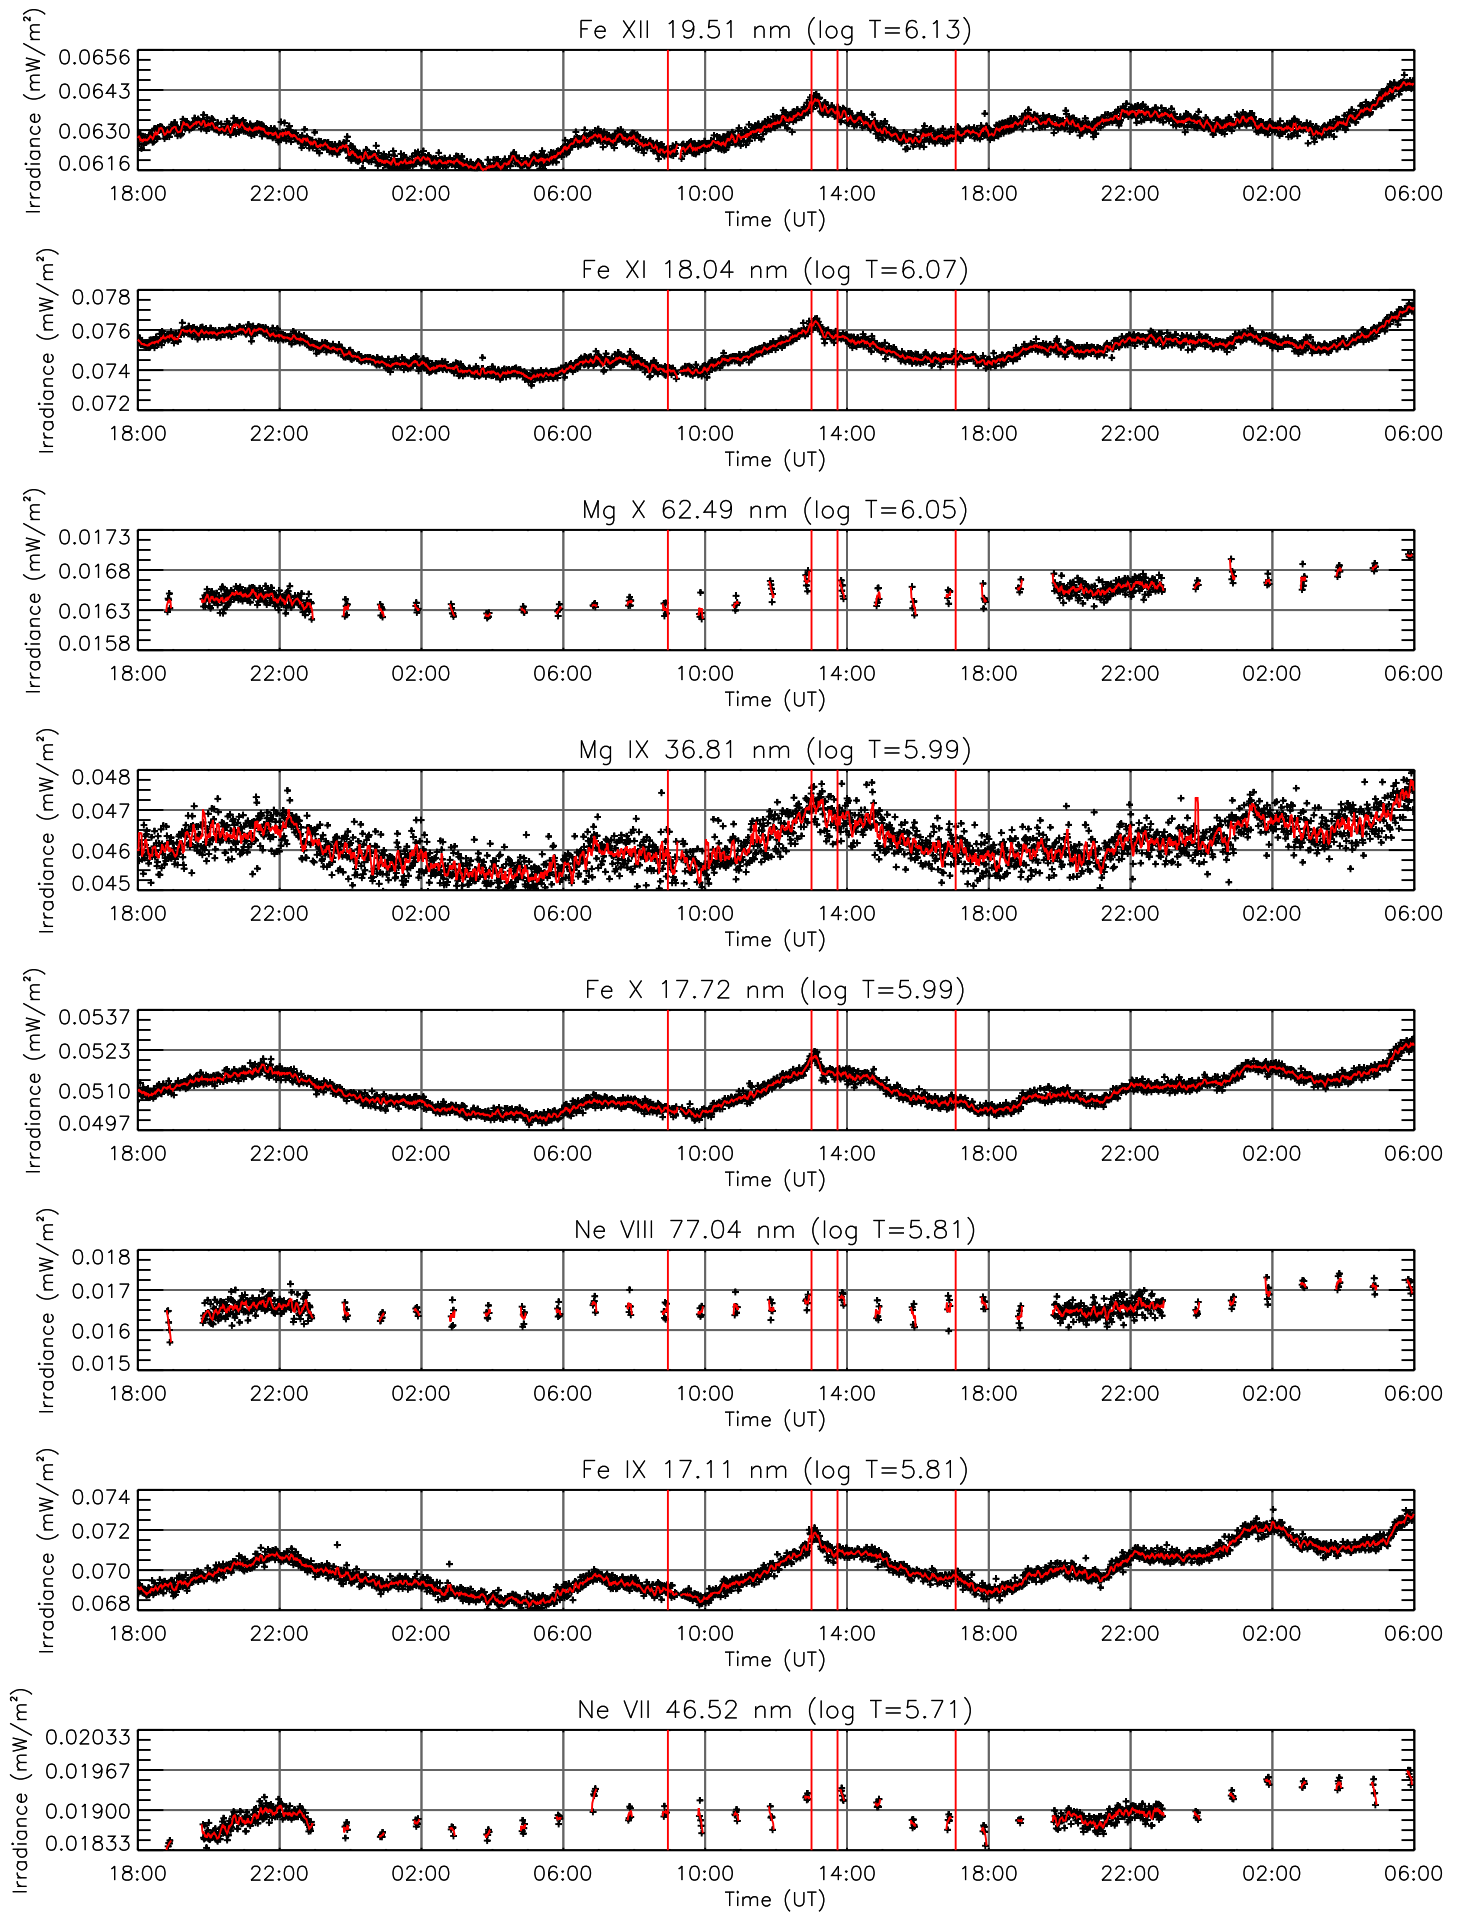 Fe XII 19.51 nm (log T=6.13)
Irradiance (mW/m²)
0.0656
0.0643
0.0630
0.0616
18:00 22:00 02:00 06:00 10:00 14:00 18:00 22:00 02:00 06:00
Time (UT)
Fe XI 18.04 nm (log T=6.07)
Irradiance (mW/m²)
0.078
0.076
0.074
0.072
18:00 22:00 02:00 06:00 10:00 14:00 18:00 22:00 02:00 06:00
Time (UT)
Mg X 62.49 nm (log T=6.05)
Irradiance (mW/m²)
0.0173
0.0168
0.0163
0.0158
18:00 22:00 02:00 06:00 10:00 14:00 18:00 22:00 02:00 06:00
Time (UT)
Mg IX 36.81 nm (log T=5.99)
Irradiance (mW/m²)
0.048
0.047
0.046
0.045
18:00 22:00 02:00 06:00 10:00 14:00 18:00 22:00 02:00 06:00
Time (UT)
Fe X 17.72 nm (log T=5.99)
Irradiance (mW/m²)
0.0537
0.0523
0.0510
0.0497
18:00 22:00 02:00 06:00 10:00 14:00 18:00 22:00 02:00 06:00
Time (UT)
Ne VIII 77.04 nm (log T=5.81)
Irradiance (mW/m²)
0.018
0.017
0.016
0.015
18:00 22:00 02:00 06:00 10:00 14:00 18:00 22:00 02:00 06:00
Time (UT)
Fe IX 17.11 nm (log T=5.81)
Irradiance (mW/m²)
0.074
0.072
0.070
0.068
18:00 22:00 02:00 06:00 10:00 14:00 18:00 22:00 02:00 06:00
Time (UT)
Ne VII 46.52 nm (log T=5.71)
Irradiance (mW/m²)
0.02033
0.01967
0.01900
0.01833
18:00 22:00 02:00 06:00 10:00 14:00 18:00 22:00 02:00 06:00
Time (UT)